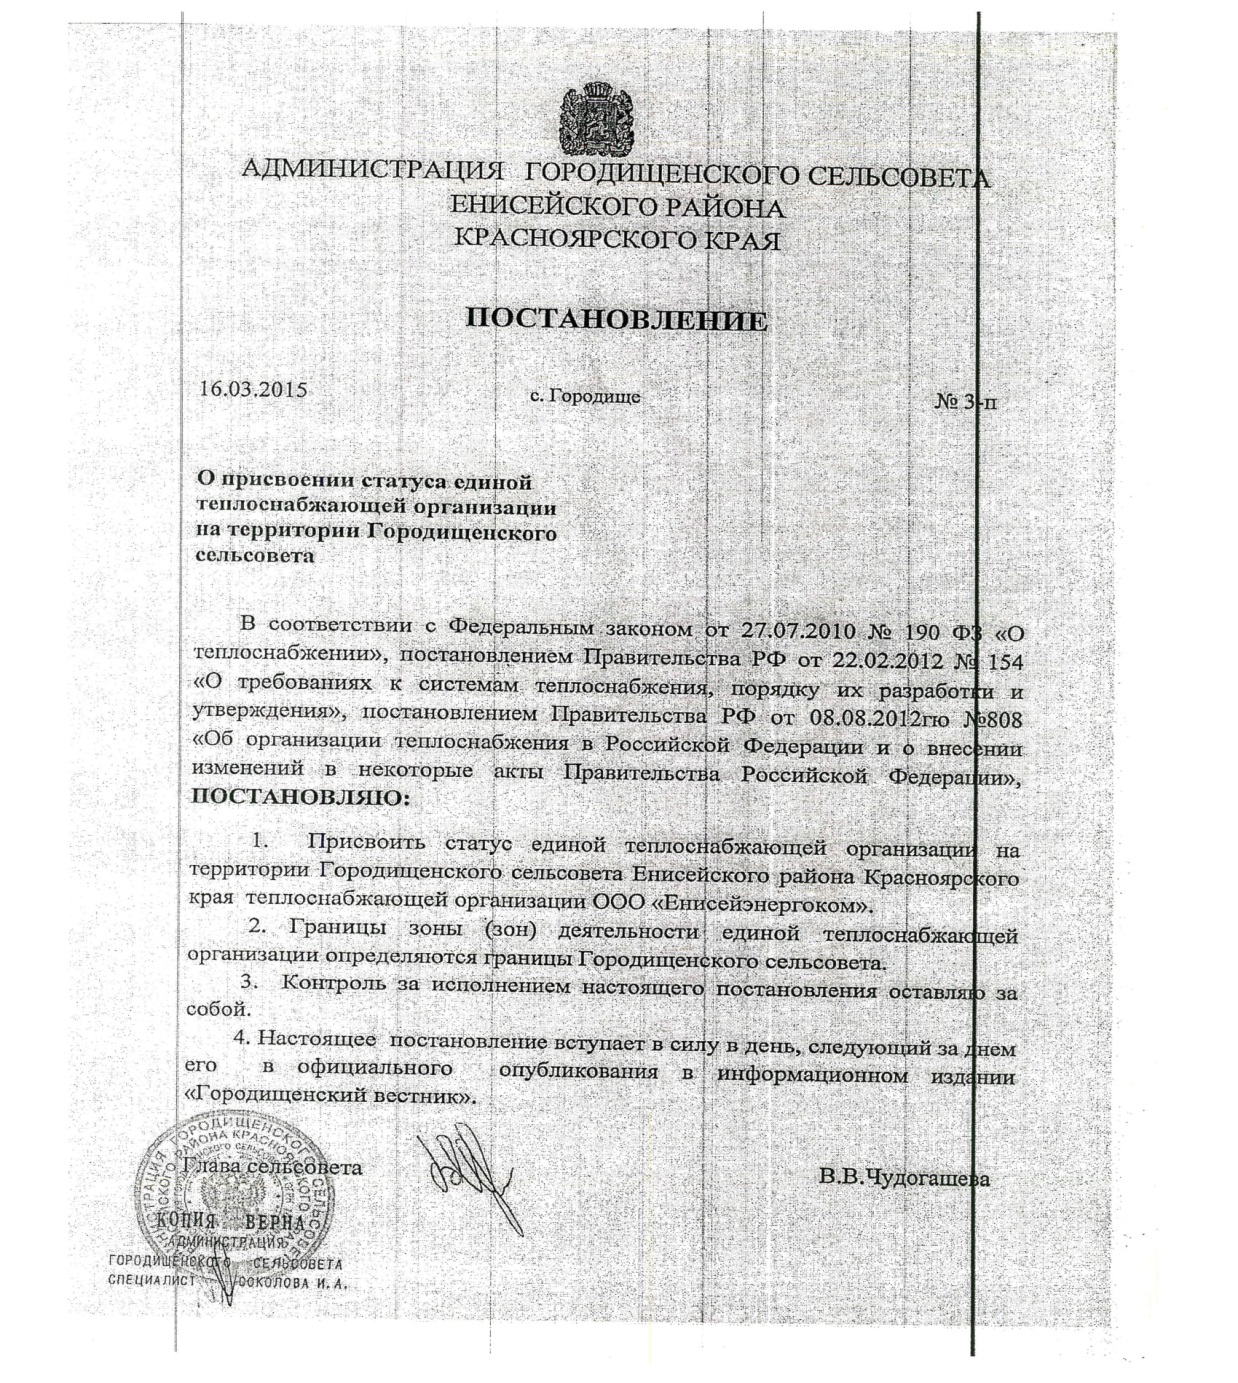 АДМИНИСТРАЦИЯ ГОРОДИЩЕНСКОГО СЕЛЬСОВЕТА
ЕНИСЕЙСКОГО РАЙОНА
КРАСНОЯРСКОГО КРАЯ
ПОСТАНОВЛЕНИЕ
16.03.2015 с. Городище № 3-п
О присвоении статуса единой
теплоснабжающей организации
на территории Городищенского
сельсовета
В соответствии с Федеральным законом от 27.07.2010 № 190 ФЗ «О
теплоснабжении», постановлением Правительства РФ от 22.02.2012 № 154
«О требованиях к системам теплоснабжения, порядку их разработки и
утверждения», постановлением Правительства РФ от 08.08.2012гю №808
«Об организации теплоснабжения в Российской Федерации и о внесении
изменений в некоторые акты Правительства Российской Федерации»,
ПОСТАНОВЛЯЮ:
1. Присвоить статус единой теплоснабжающей организации на
территории Городищенского сельсовета Енисейского района Красноярского
края теплоснабжающей организации ООО «Енисейэнергоком».
2. Границы зоны (зон) деятельности единой теплоснабжающей
организации определяются границы Городищенского сельсовета.
3. Контроль за исполнением настоящего постановления оставляю за
собой.
4. Настоящее постановление вступает в силу в день, следующий за днем
его в официального опубликования в информационном издании
«Городищенский вестник».
Глава сельсовета В.В.Чудогашева
КОПИЯ ВЕРНА
АДМИНИСТРАЦИЯ
ГОРОДИЩЕНСКОГО СЕЛЬСОВЕТА
СПЕЦИАЛИСТ СОКОЛОВА И.А.